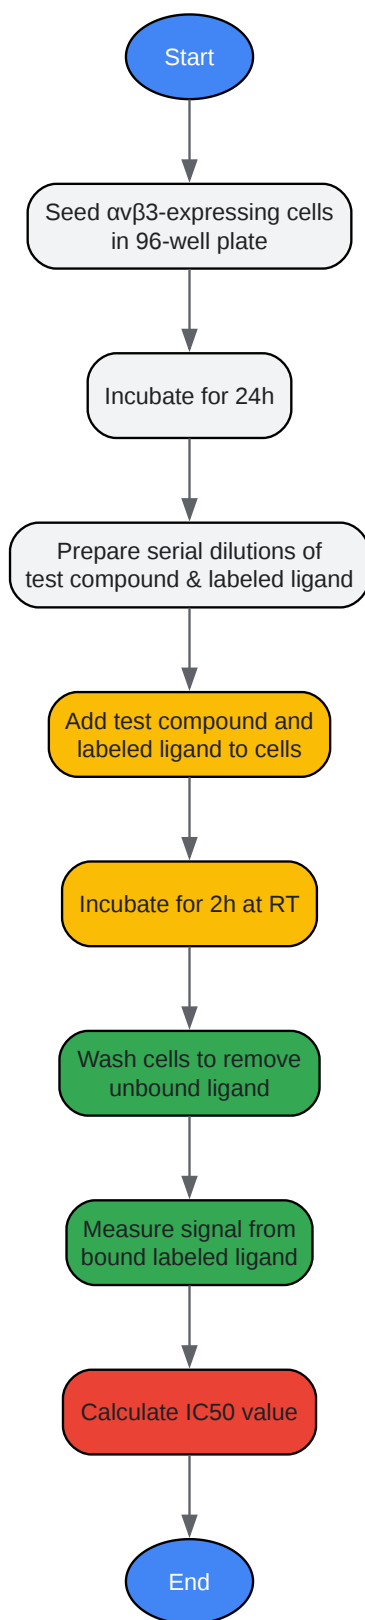 Start
Seed αvβ3-expressing cells
in 96-well plate
Incubate for 24h
Prepare serial dilutions of
test compound & labeled ligand
Add test compound and
labeled ligand to cells
Incubate for 2h at RT
Wash cells to remove
unbound ligand
Measure signal from
bound labeled ligand
Calculate IC50 value
End